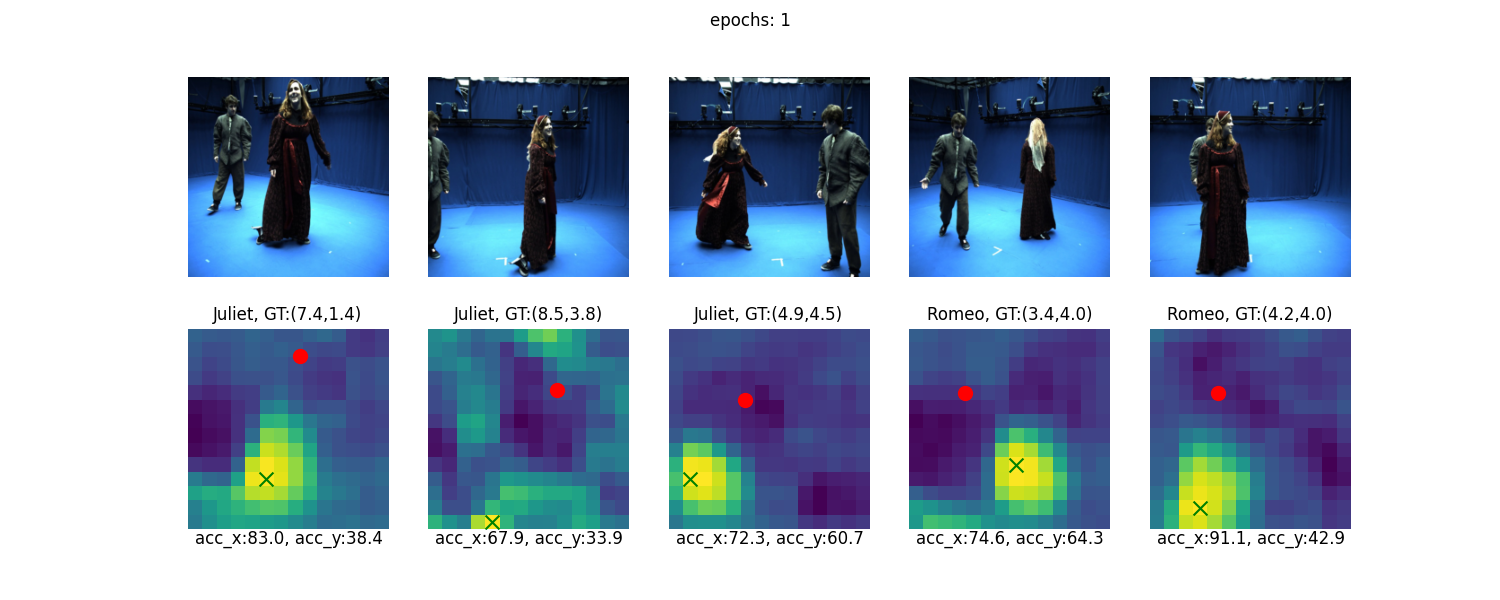 epochs: 1
Juliet, GT:(7.4,1.4)
Juliet, GT:(8.5,3.8)
Juliet, GT:(4.9,4.5)
Romeo, GT:(3.4,4.0)
Romeo, GT:(4.2,4.0)
acc_x:83.0, acc_y:38.4
acc_x:67.9, acc_y:33.9
acc_x:72.3, acc_y:60.7
acc_x:74.6, acc_y:64.3
acc_x:91.1, acc_y:42.9